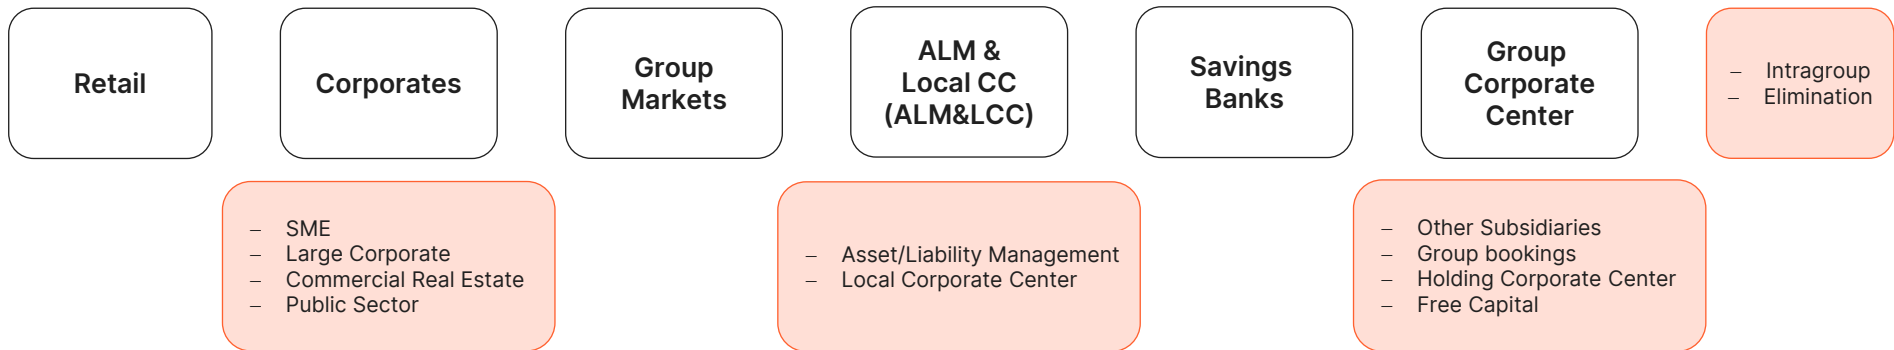 Retail
Corporates
Group
Markets
ALM &
Local CC
(ALM&LCC)
Savings
Banks
Group
Corporate
Center
– Intragroup
– Elimination
– SME
– Large Corporate
– Commercial Real Estate
– Public Sector
– Asset/Liability Management
– Local Corporate Center
– Other Subsidiaries
– Group bookings
– Holding Corporate Center
– Free Capital